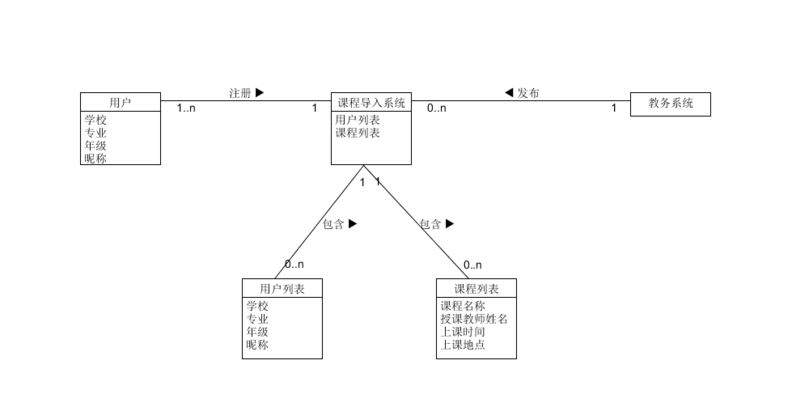 注册 ▶
◀ 发布
用户
课程导入系统
教务系统
1..n
1
0..n
1
学校
专业
年级
昵称
用户列表
课程列表
1
1
包含 ▶
包含 ▶
0..n
0..n
用户列表
课程列表
学校
专业
年级
昵称
课程名称
授课教师姓名
上课时间
上课地点